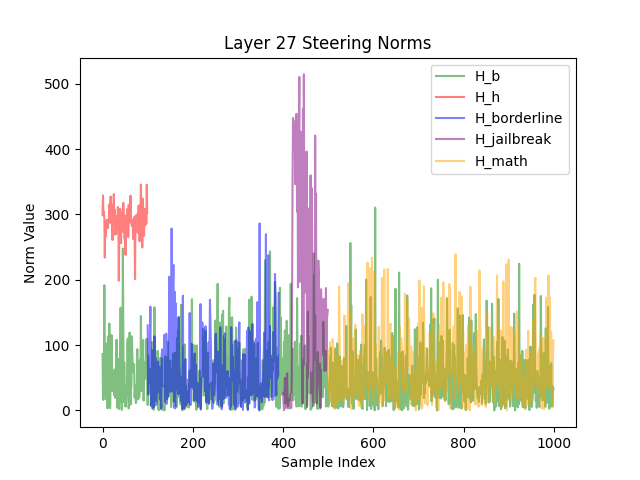 Layer 27 Steering Norms
Norm Value
500
400
300
200
100
0
H_b
H_h
H_borderline
H_jailbreak
H_math
0
200
400
600
800
1000
Sample Index